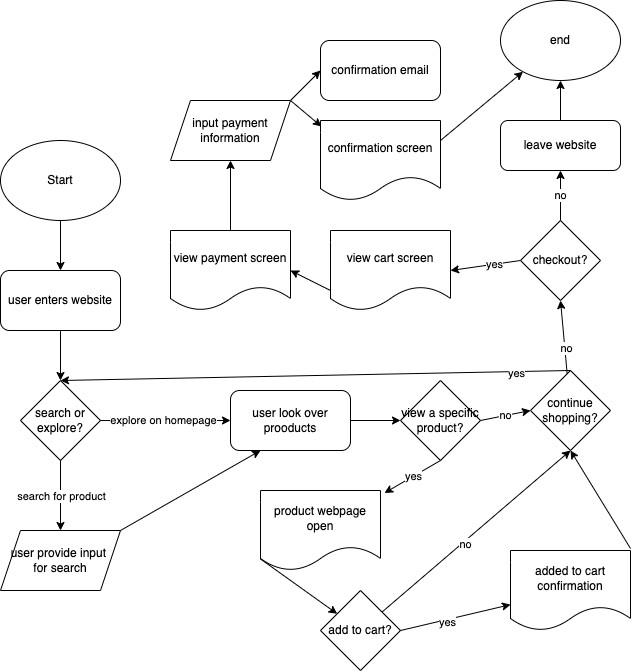 end
confirmation email
input payment
information
confirmation screen
leave website
Start
no
view payment screen
view cart screen
yes
checkout?
user enters website
no
yes
search or
explore?
explore on homepage
user look over
prooducts
view a specific
product?
no
continue
shopping?
yes
search for product
product webpage
open
user provide input
for search
no
added to cart
confirmation
add to cart?
yes